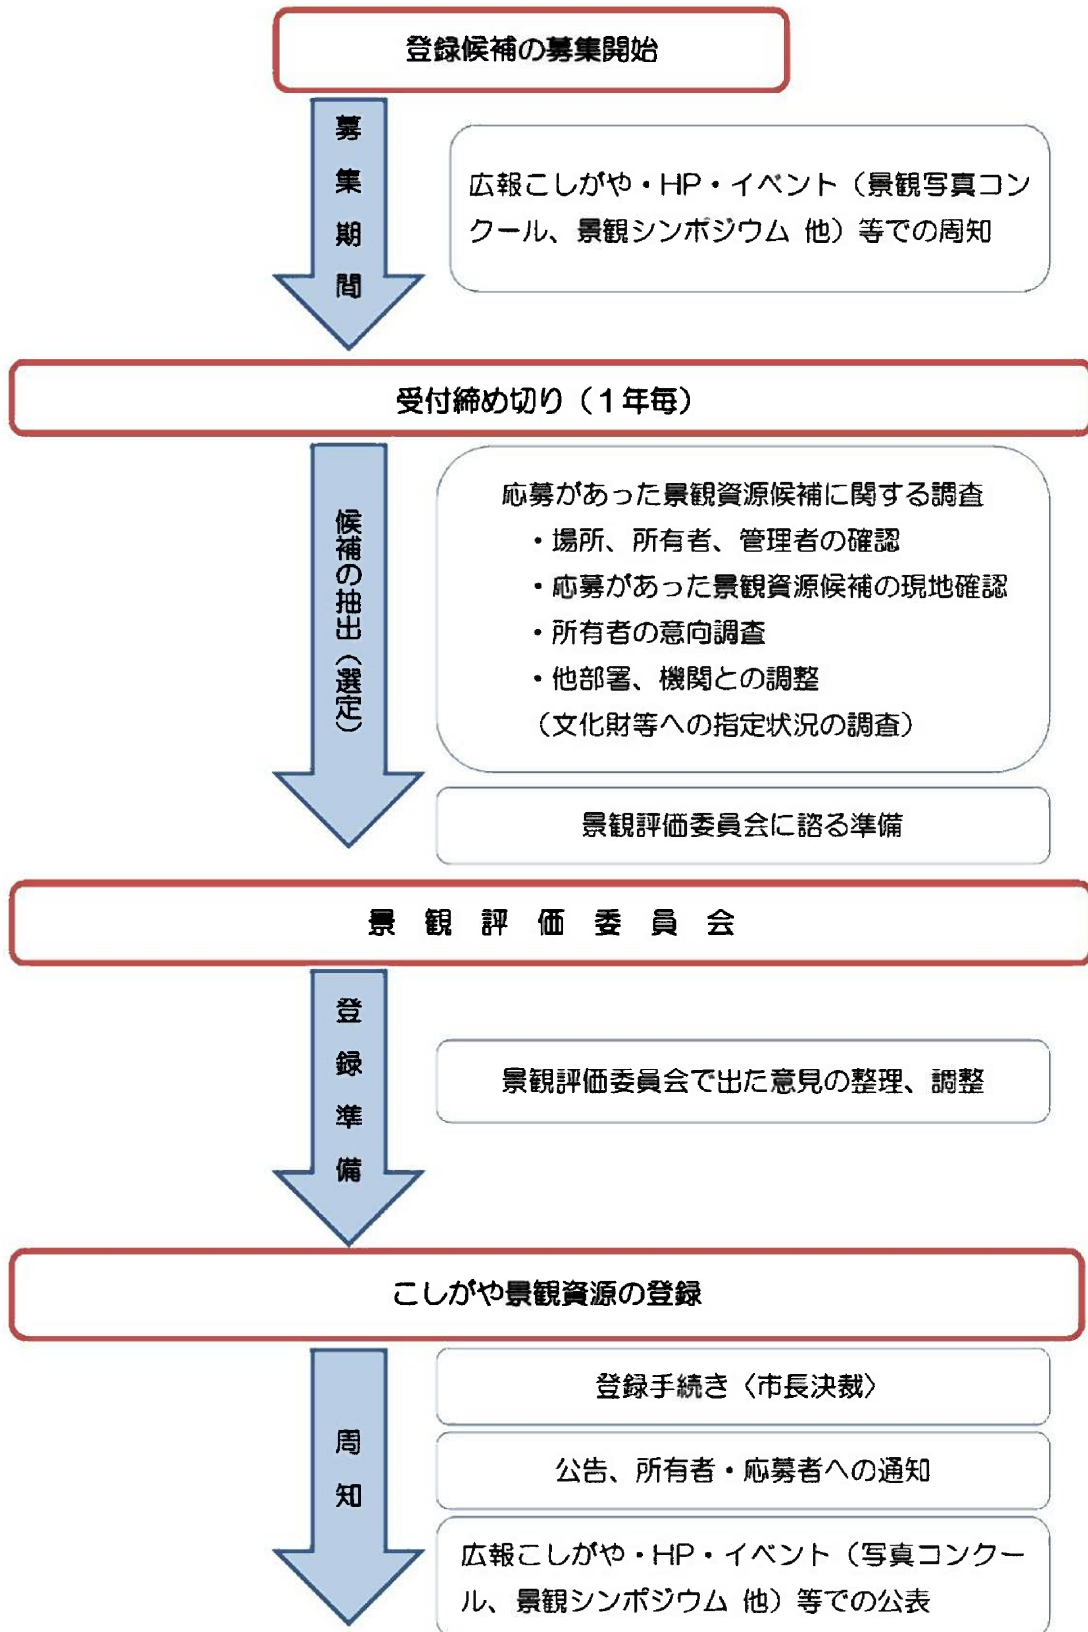 登録候補の募集開始
募集期間
広報こしがや・HP・イベント（景観写真コン
クール、景観シンポジウム 他）等での周知
受付締め切り（１年毎）
候補の抽出（選定）
応募があった景観資源候補に関する調査
・場所、所有者、管理者の確認
・応募があった景観資源候補の現地確認
・所有者の意向調査
・他部署、機関との調整
（文化財等への指定状況の調査）
景観評価委員会に諮る準備
景観評価委員会
登録準備
景観評価委員会で出た意見の整理、調整
こしがや景観資源の登録
周知
登録手続き〈市長決裁〉
公告、所有者・応募者への通知
広報こしがや・HP・イベント（写真コンクー
ル、景観シンポジウム 他）等での公表